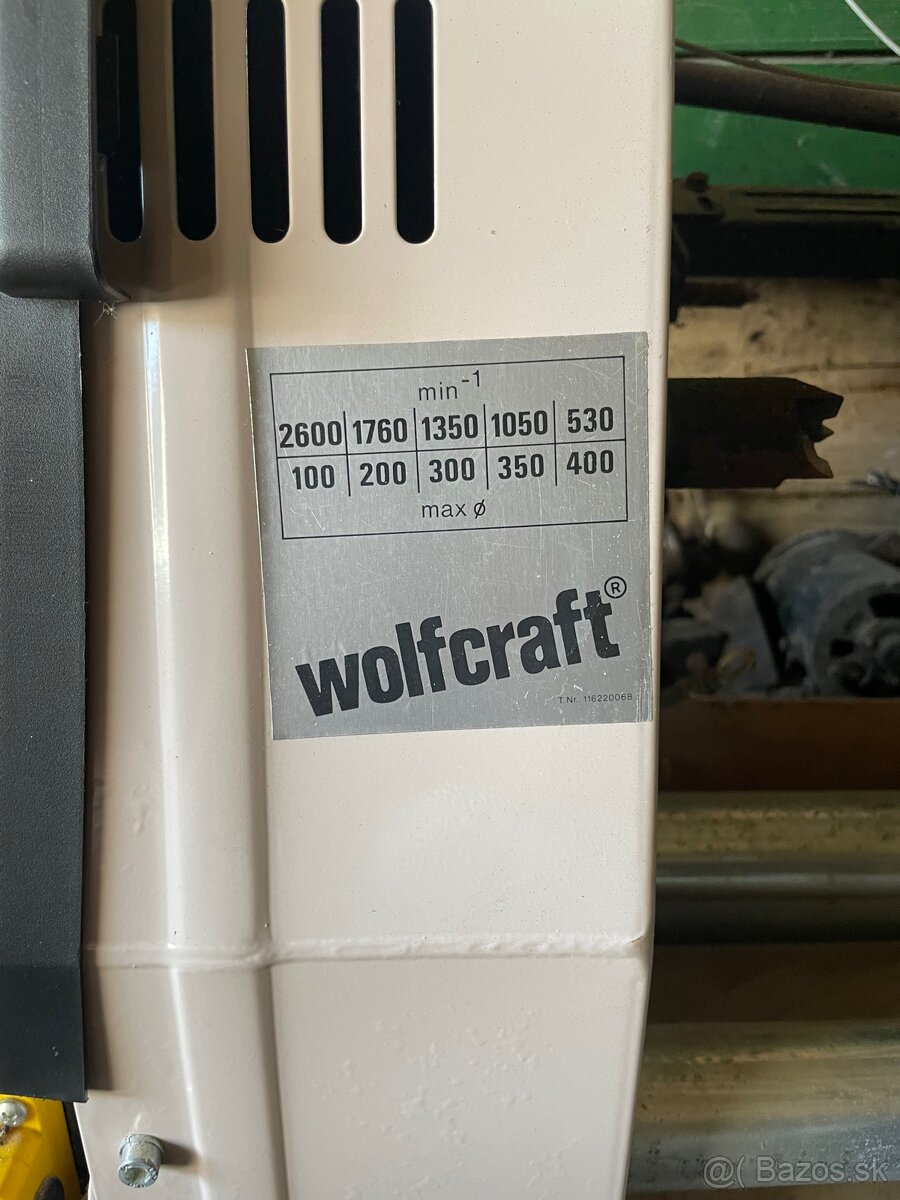 min-1
2600 1760 1350 1050 530
100 200 300 350 400
max ø
wolfcraft®
T.Nr. 116220068
@( Bazos.sk